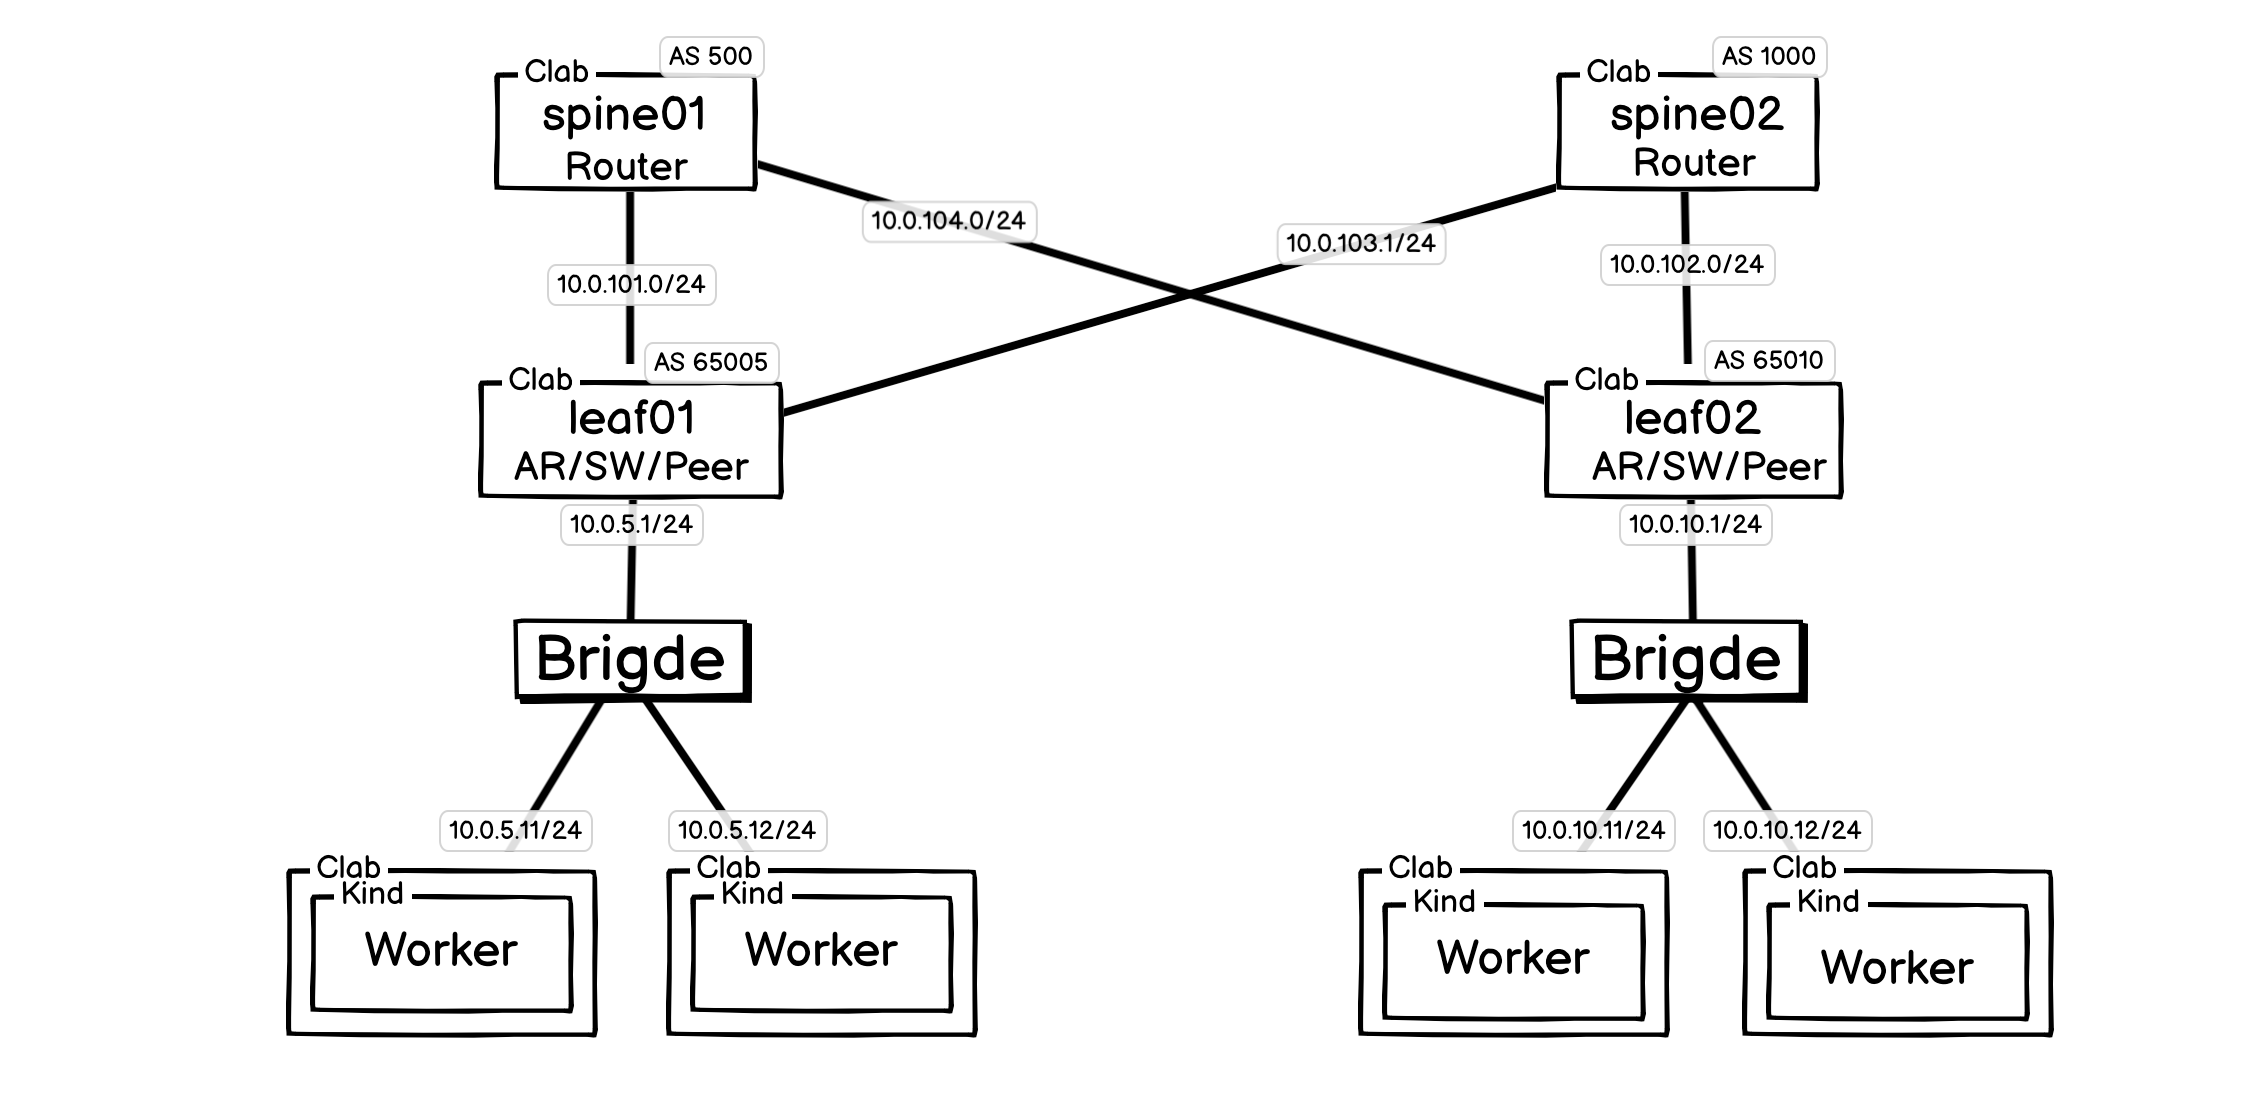 AS 500
Clab
spine01
Router
AS 1000
Clab
spine02
Router
10.0.104.0/24
10.0.103.1/24
10.0.101.0/24
10.0.102.0/24
AS 65005
Clab
leaf01
AR/SW/Peer
AS 65010
Clab
leaf02
AR/SW/Peer
10.0.5.1/24
10.0.10.1/24
Brigde
Brigde
10.0.5.11/24
10.0.5.12/24
10.0.10.11/24
10.0.10.12/24
Clab
Kind
Worker
Clab
Kind
Worker
Clab
Kind
Worker
Clab
Kind
Worker